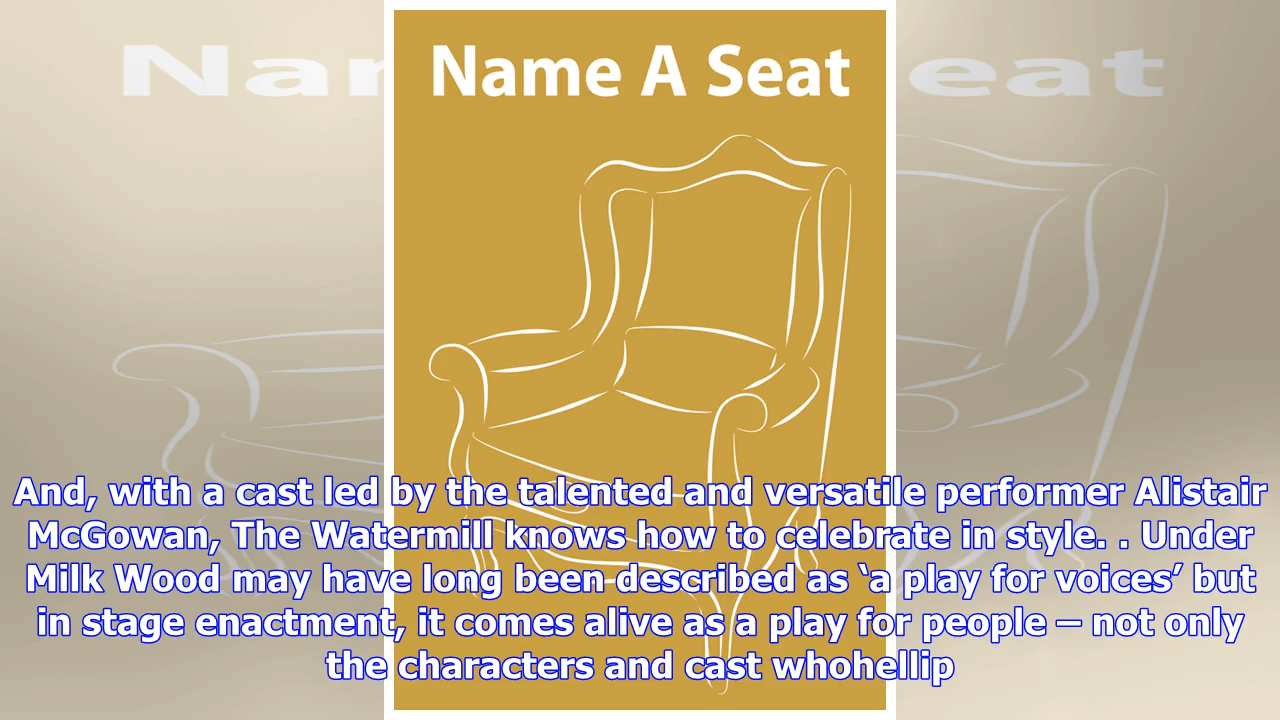 Name A Seat
And, with a cast led by the talented and versatile performer Alistair
McGowan, The Watermill knows how to celebrate in style. . Under
Milk Wood may have long been described as ‘a play for voices’ but
in stage enactment, it comes alive as a play for people – not only
the characters and cast whohellip